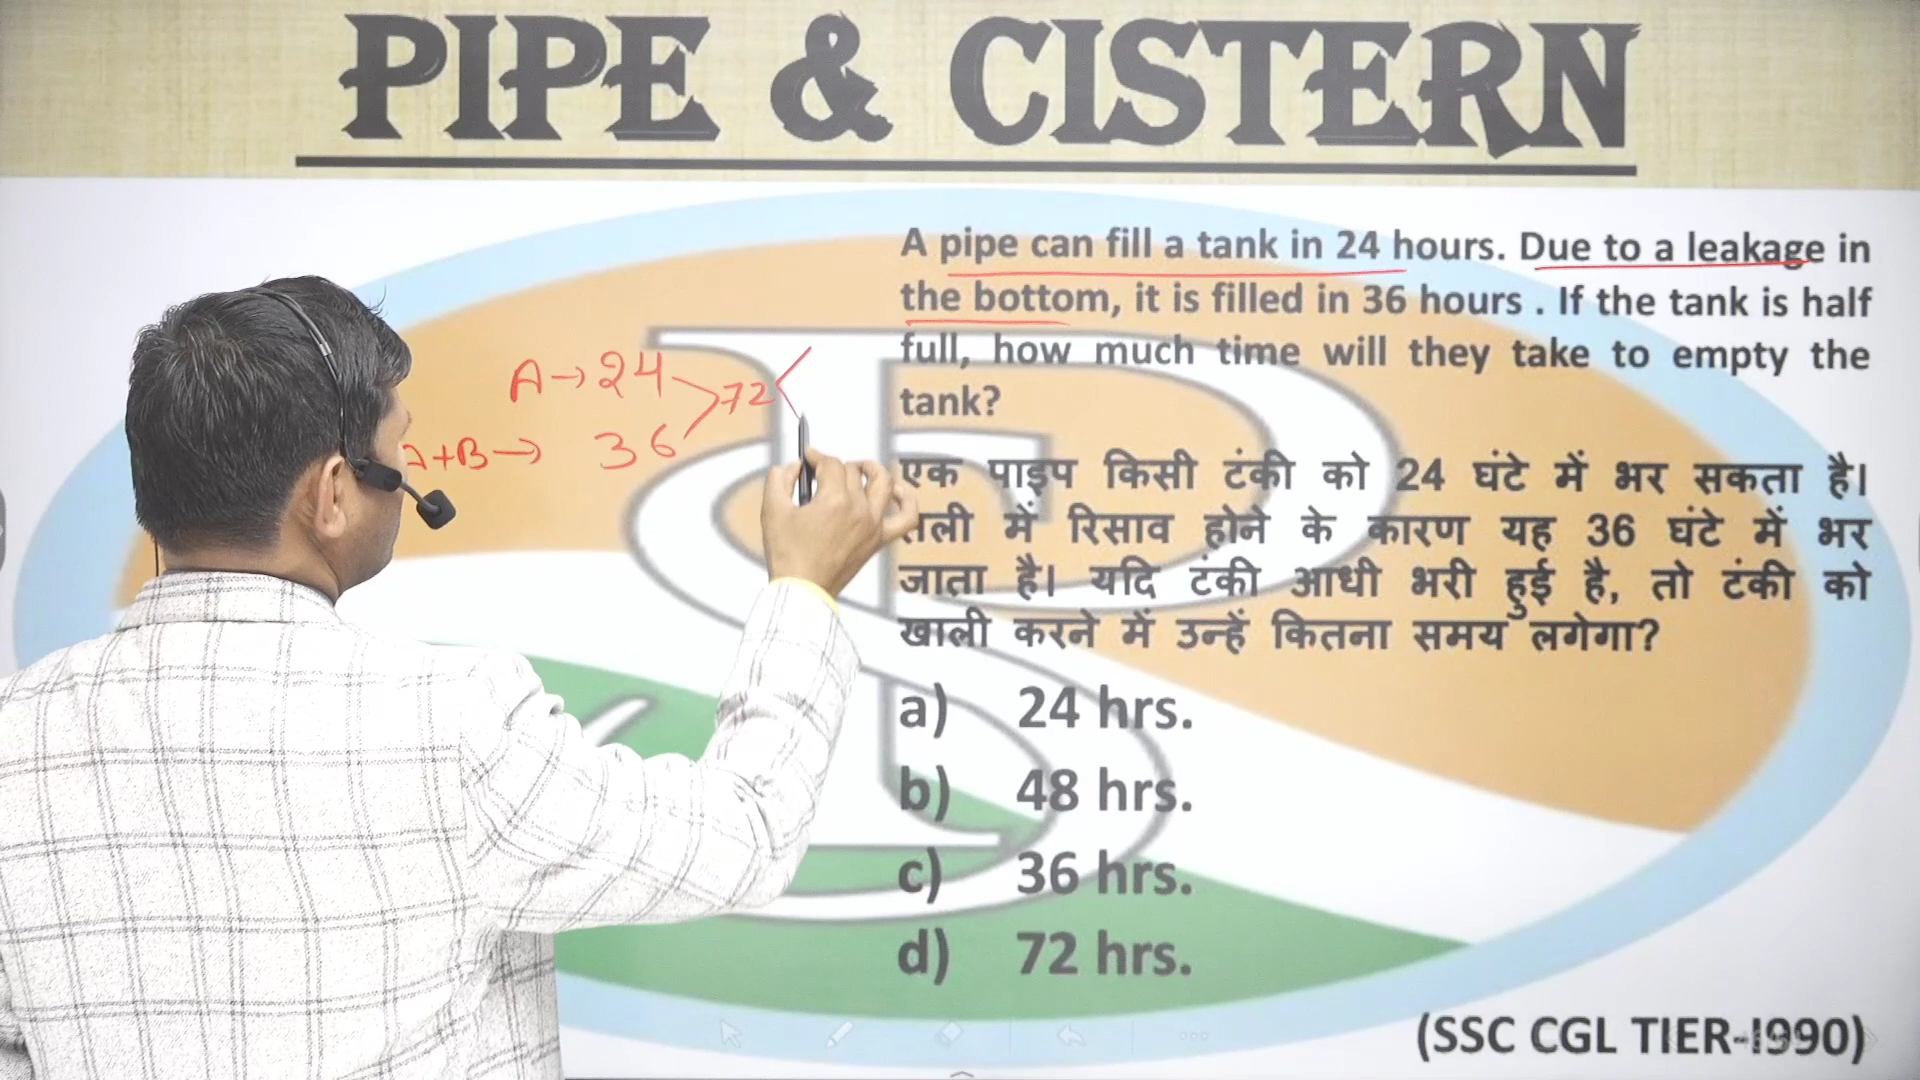 PIPE & CISTERN
A pipe can fill a tank in 24 hours. Due to a leakage in
the bottom, it is filled in 36 hours . If the tank is half
full, how much time will they take to empty the
tank?
A → 24
72
A+B → 36
एक पाइप किसी टंकी को 24 घंटे में भर सकता है।
तली में रिसाव होने के कारण यह 36 घंटे में भर
जाता है। यदि टंकी आधी भरी हुई है, तो टंकी को
खाली करने में उन्हें कितना समय लगेगा?
a) 24 hrs.
b) 48 hrs.
c) 36 hrs.
d) 72 hrs.
(SSC CGL TIER-I990)